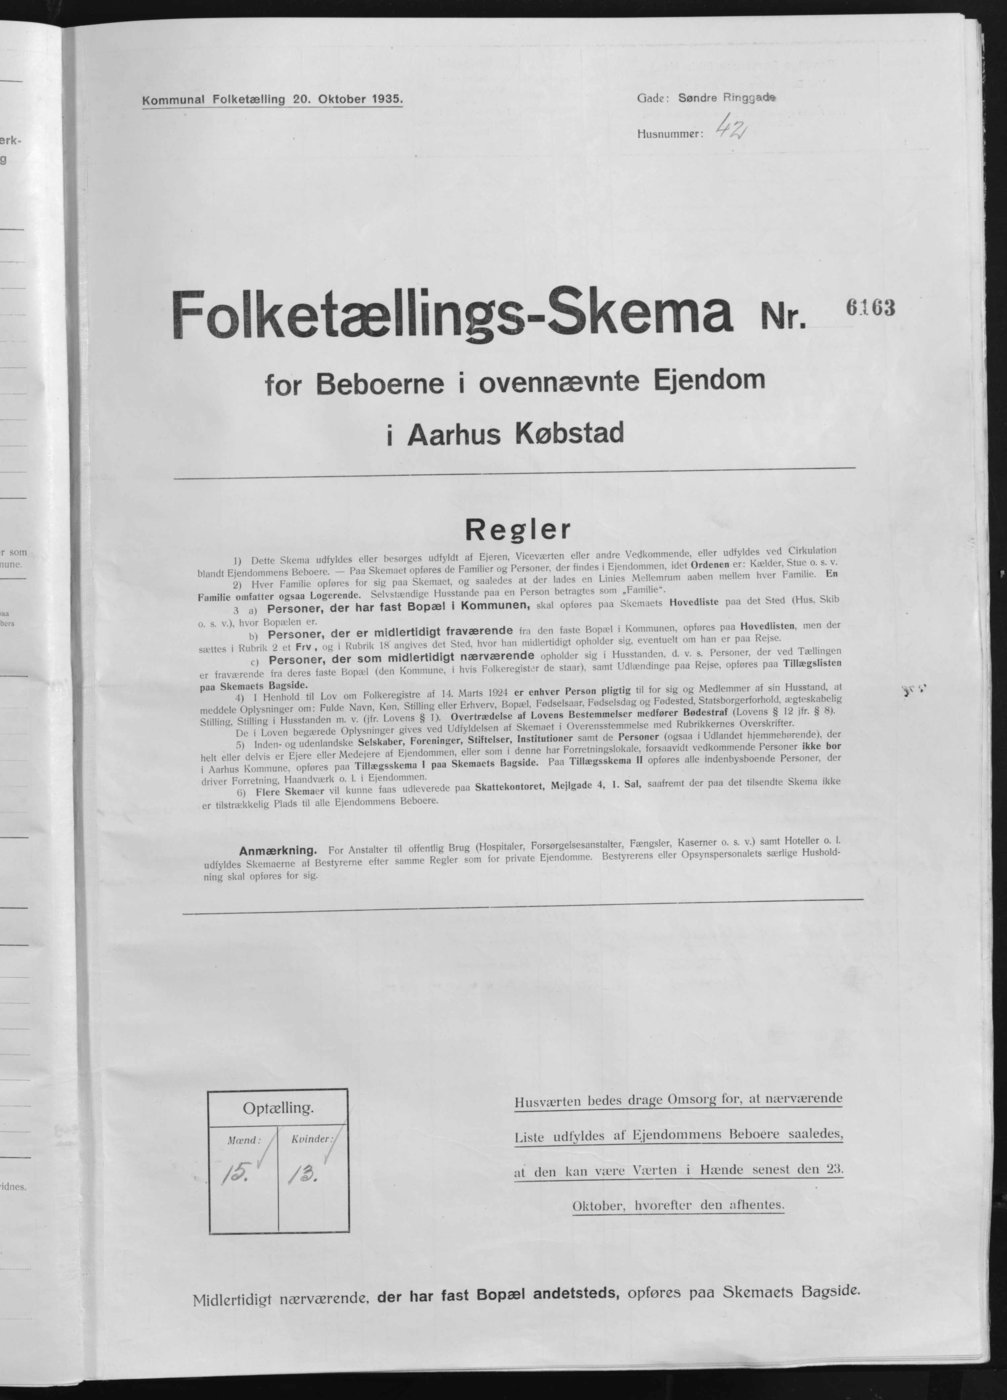 erk-
g
r som
nune.
paa
bers
idnes.
Kommunal Folketælling 20. Oktober 1935.
Gade: Søndre Ringgade
Husnummer: 42
Folketællings-Skema Nr. 6163
for Beboerne i ovennævnte Ejendom
i Aarhus Købstad
Regler
1) Dette Skema udfyldes eller besørges udfyldt af Ejeren, Viceværten eller andre Vedkommende, eller udfyldes ved Cirkulation
blandt Ejendommens Beboere. — Paa Skemaet opføres de Familier og Personer, der findes i Ejendommen, idet Ordenen er: Kælder, Stue o. s. v.
2) Hver Familie opføres for sig paa Skemaet, og saaledes at der lades en Linies Mellemrum aaben mellem hver Familie. En
Familie omfatter ogsaa Logerende. Selvstændige Husstande paa en Person betragtes som „Familie“.
3 a) Personer, der har fast Bopæl i Kommunen, skal opføres paa Skemaets Hovedliste paa det Sted (Hus, Skib
o. s. v.), hvor Bopælen er.
b) Personer, der er midlertidigt fraværende fra den faste Bopæl i Kommunen, opføres paa Hovedlisten, men der
sættes i Rubrik 2 et Frv., og i Rubrik 18 angives det Sted, hvor han midlertidigt opholder sig, eventuelt om han er paa Rejse.
c) Personer, der som midlertidigt nærværende opholder sig i Husstanden, d. v. s. Personer, der ved Tællingen
er fraværende fra deres faste Bopæl (den Kommune, i hvis Folkeregister de staar), samt Udlændinge paa Rejse, opføres paa Tillægslisten
paa Skemaets Bagside.
4) I Henhold til Lov om Folkeregistre af 14. Marts 1924 er enhver Person pligtig til for sig og Medlemmer af sin Husstand, at
meddele Oplysninger om: Fulde Navn, Køn, Stilling eller Erhverv, Bopæl, Fødselsaar, Fødselsdag og Fødested, Statsborgerforhold, ægteskabelig
Stilling, Stilling i Husstanden m. v. (jfr. Lovens § 1). Overtrædelse af Lovens Bestemmelser medfører Bødestraf (Lovens § 12 jfr. § 8).
De i Loven begærede Oplysninger gives ved Udfyldelsen af Skemaet i Overensstemmelse med Rubrikkernes Overskrifter.
5) Inden- og udenlandske Selskaber, Foreninger, Stiftelser, Institutioner samt de Personer (ogsaa i Udlandet hjemmehørende), der
helt eller delvis er Ejere eller Medejere af Ejendommen, eller som i denne har Forretningslokale, forsaavidt vedkommende Personer ikke bor
i Aarhus Kommune, opføres paa Tillægsskema I paa Skemaets Bagside. Paa Tillægsskema II opføres alle indenbysboende Personer, der
driver Forretning, Haandværk o. l. i Ejendommen.
6) Flere Skemaer vil kunne faas udleverede paa Skattekontoret, Mejlgade 4, 1. Sal, saafremt der paa det tilsendte Skema ikke
er tilstrækkelig Plads til alle Ejendommens Beboere.
Anmærkning. For Anstalter til offentlig Brug (Hospitaler, Forsørgelsesanstalter, Fængsler, Kaserner o. s. v.) samt Hoteller o. l.
udfyldes Skemaerne af Bestyrerne efter samme Regler som for private Ejendomme. Bestyrerens eller Opsynspersonalets særlige Hushold-
ning skal opføres for sig.
Optælling.
Mænd: Kvinder:
15. 13.
Husværten bedes drage Omsorg for, at nærværende
Liste udfyldes af Ejendommens Beboere saaledes,
at den kan være Værten i Hænde senest den 23.
Oktober, hvorefter den afhentes.
Midlertidigt nærværende, der har fast Bopæl andetsteds, opføres paa Skemaets Bagside.